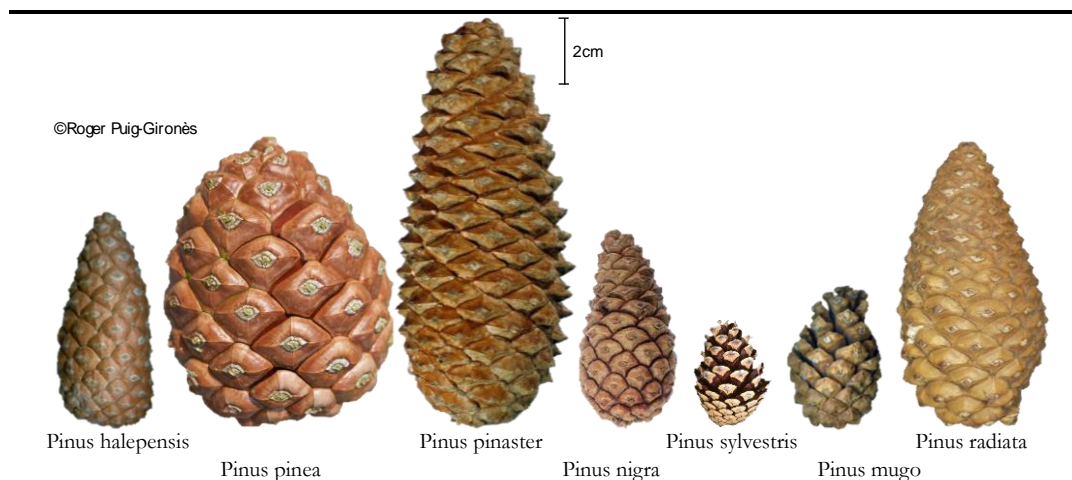 2cm
©Roger Puig-Gironès
Pinus halepensis
Pinus pinaster
Pinus sylvestris
Pinus radiata
Pinus pinea
Pinus nigra
Pinus mugo